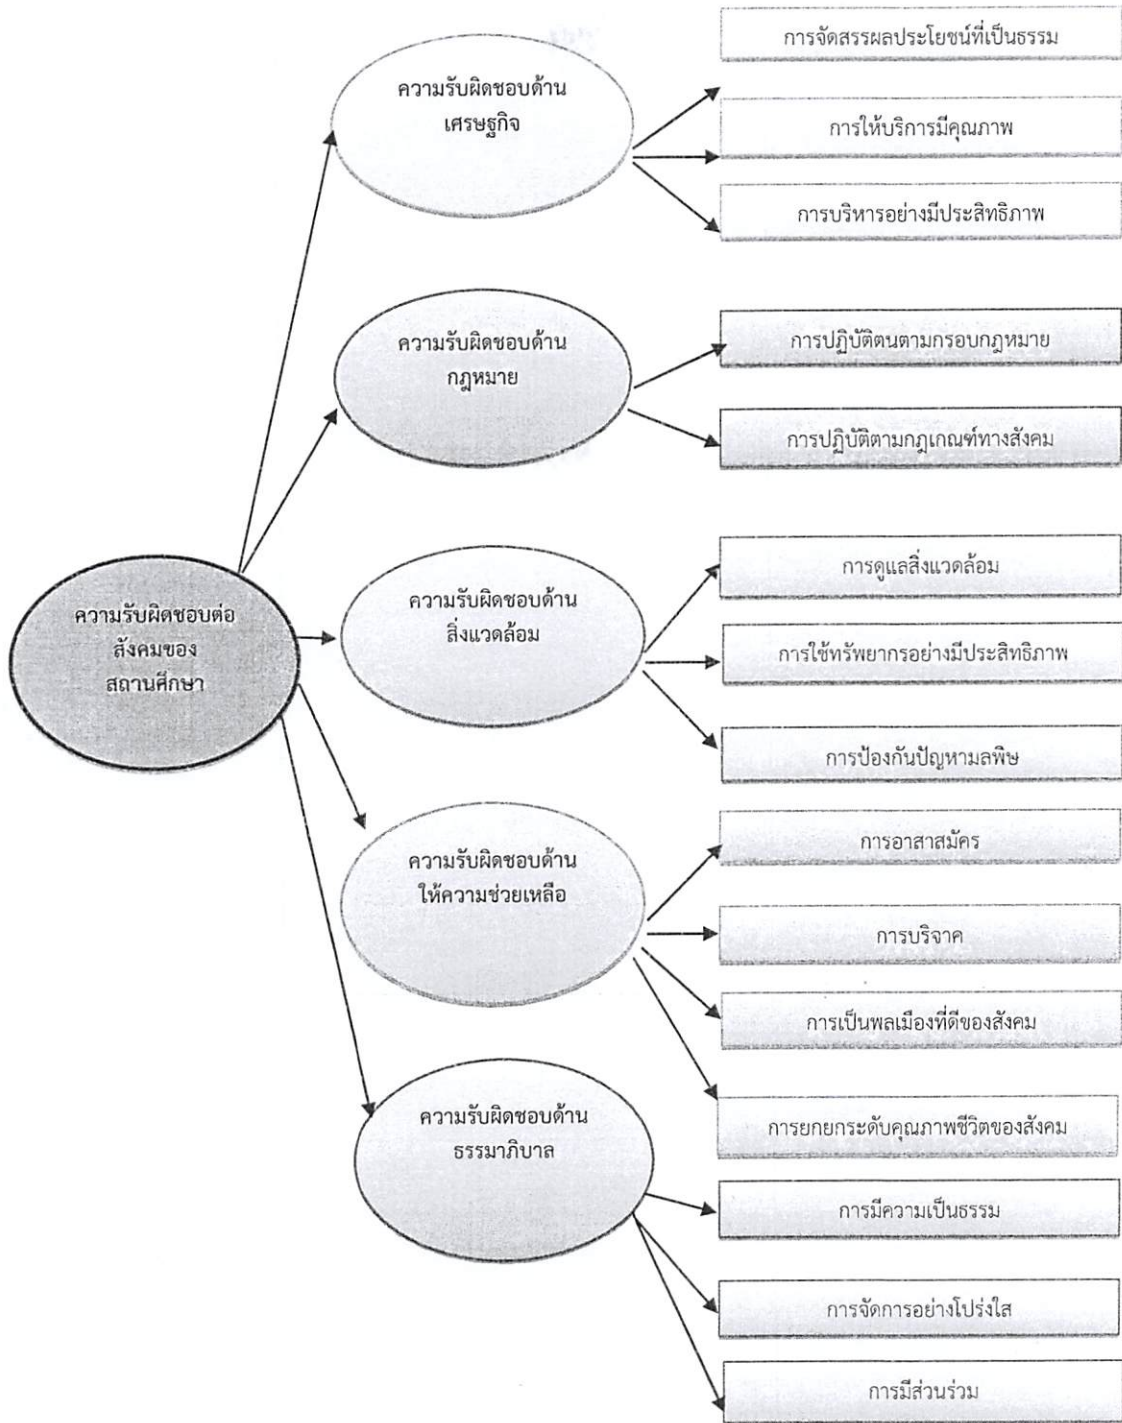 การจัดสรรผลประโยชน์ที่เป็นธรรม
ความรับผิดชอบด้าน
เศรษฐกิจ
การให้บริการมีคุณภาพ
การบริหารอย่างมีประสิทธิภาพ
ความรับผิดชอบด้าน
กฎหมาย
การปฏิบัติตนตามกรอบกฎหมาย
การปฏิบัติตามกฎเกณฑ์ทางสังคม
ความรับผิดชอบต่อ
สังคมของ
สถานศึกษา
ความรับผิดชอบด้าน
สิ่งแวดล้อม
การดูแลสิ่งแวดล้อม
การใช้ทรัพยากรอย่างมีประสิทธิภาพ
การป้องกันปัญหามลพิษ
ความรับผิดชอบด้าน
ให้ความช่วยเหลือ
การอาสาสมัคร
การบริจาค
การเป็นพลเมืองที่ดีของสังคม
การยกยกระดับคุณภาพชีวิตของสังคม
ความรับผิดชอบด้าน
ธรรมาภิบาล
การมีความเป็นธรรม
การจัดการอย่างโปร่งใส
การมีส่วนร่วม